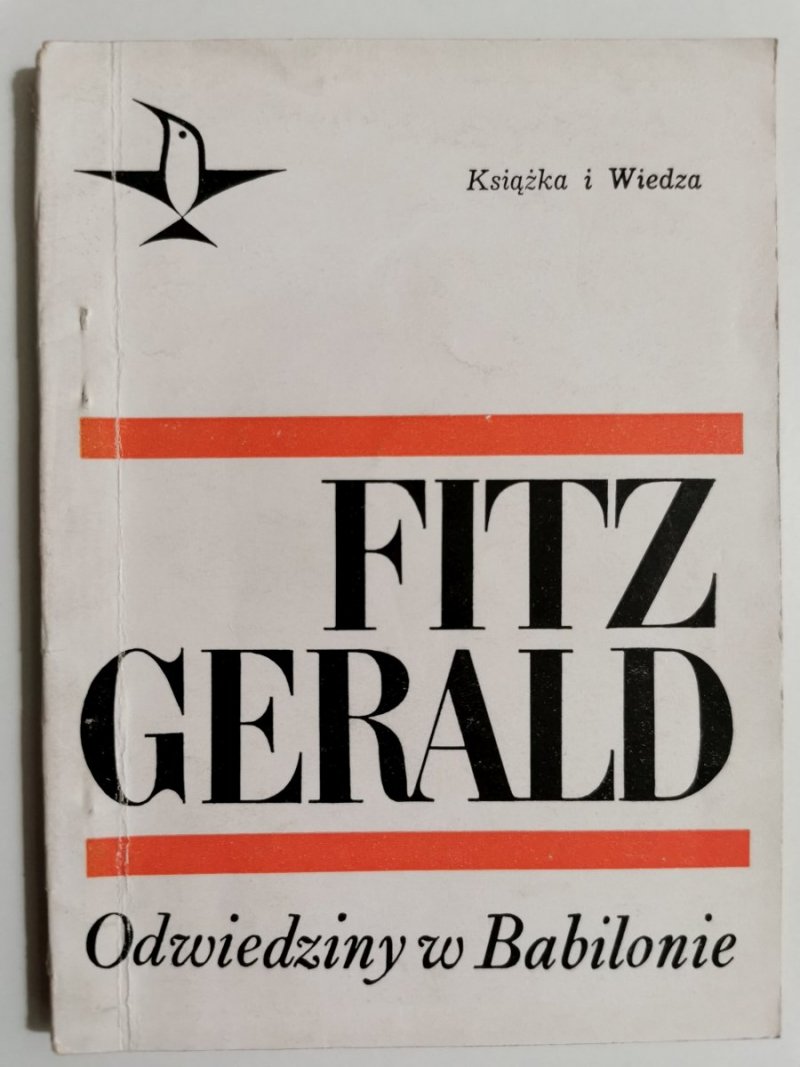 Książka i Wiedza
FITZ
GERALD
Odwiedziny w Babilonie